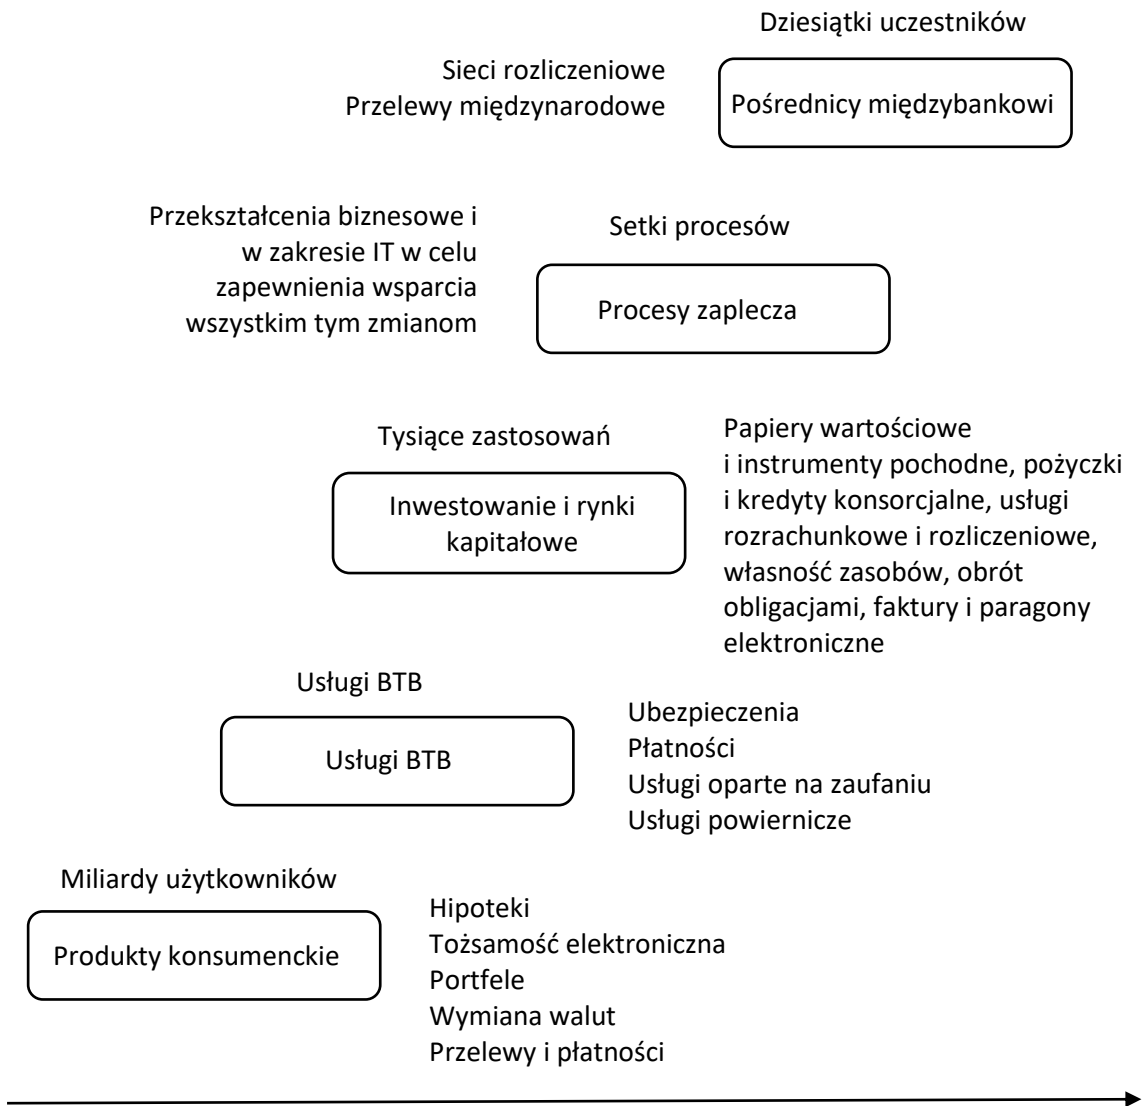 Dziesiątki uczestników
Sieci rozliczeniowe
Przelewy międzynarodowe
Pośrednicy międzybankowi
Przekształcenia biznesowe i
w zakresie IT w celu
zapewnienia wsparcia
wszystkim tym zmianom
Setki procesów
Procesy zaplecza
Tysiące zastosowań
Inwestowanie i rynki
kapitałowe
Papiery wartościowe
i instrumenty pochodne, pożyczki
i kredyty konsorcjalne, usługi
rozrachunkowe i rozliczeniowe,
własność zasobów, obrót
obligacjami, faktury i paragony
elektroniczne
Usługi BTB
Usługi BTB
Ubezpieczenia
Płatności
Usługi oparte na zaufaniu
Usługi powiernicze
Miliardy użytkowników
Produkty konsumenckie
Hipoteki
Tożsamość elektroniczna
Portfele
Wymiana walut
Przelewy i płatności